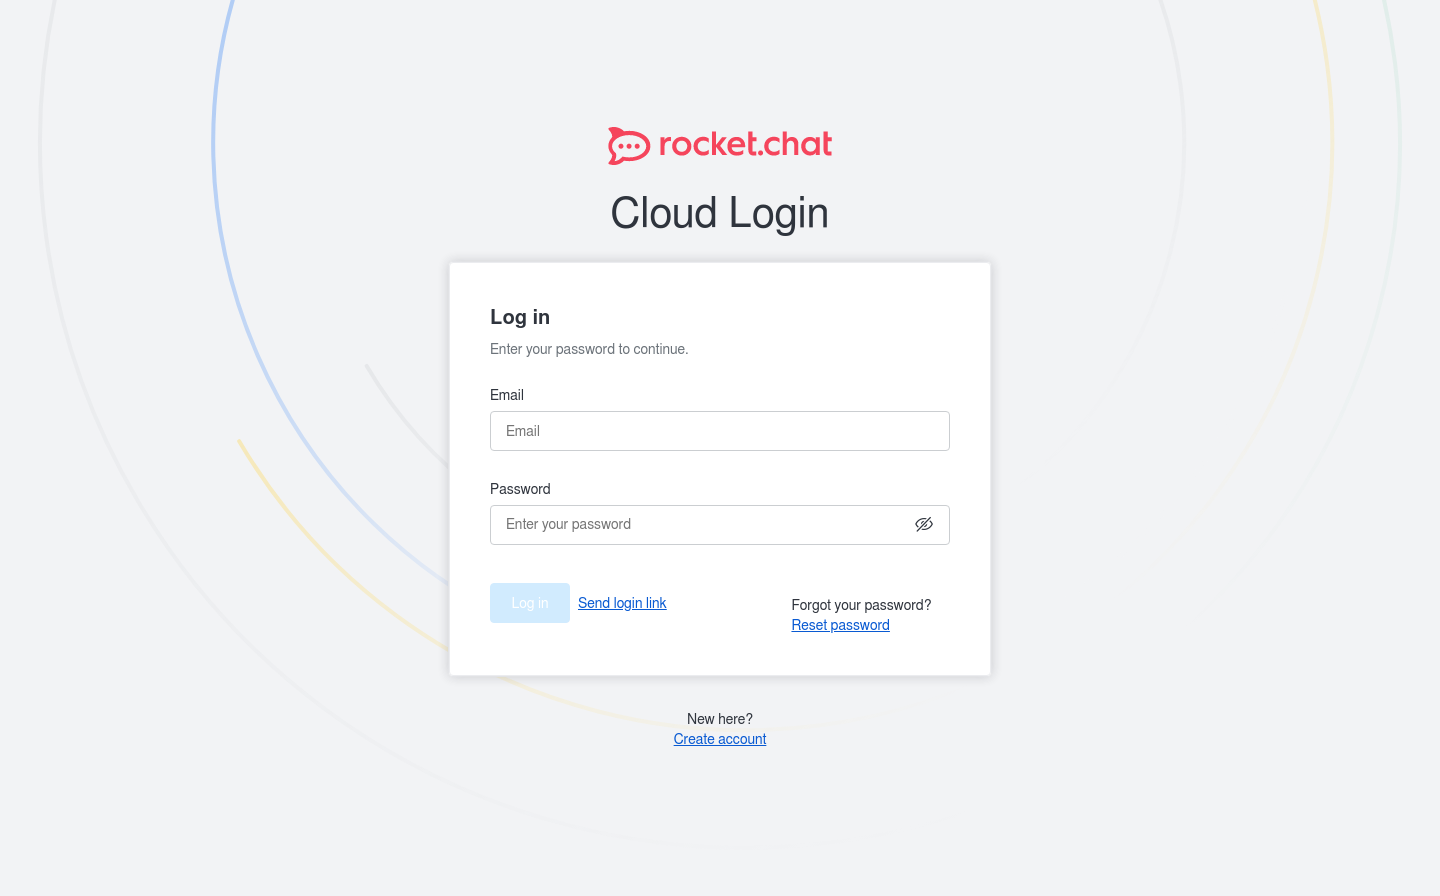 rocket.chat
Cloud Login
Log in
Enter your password to continue.
Email
Email
Password
Enter your password
Log in
Send login link
Forgot your password?
Reset password
New here?
Create account